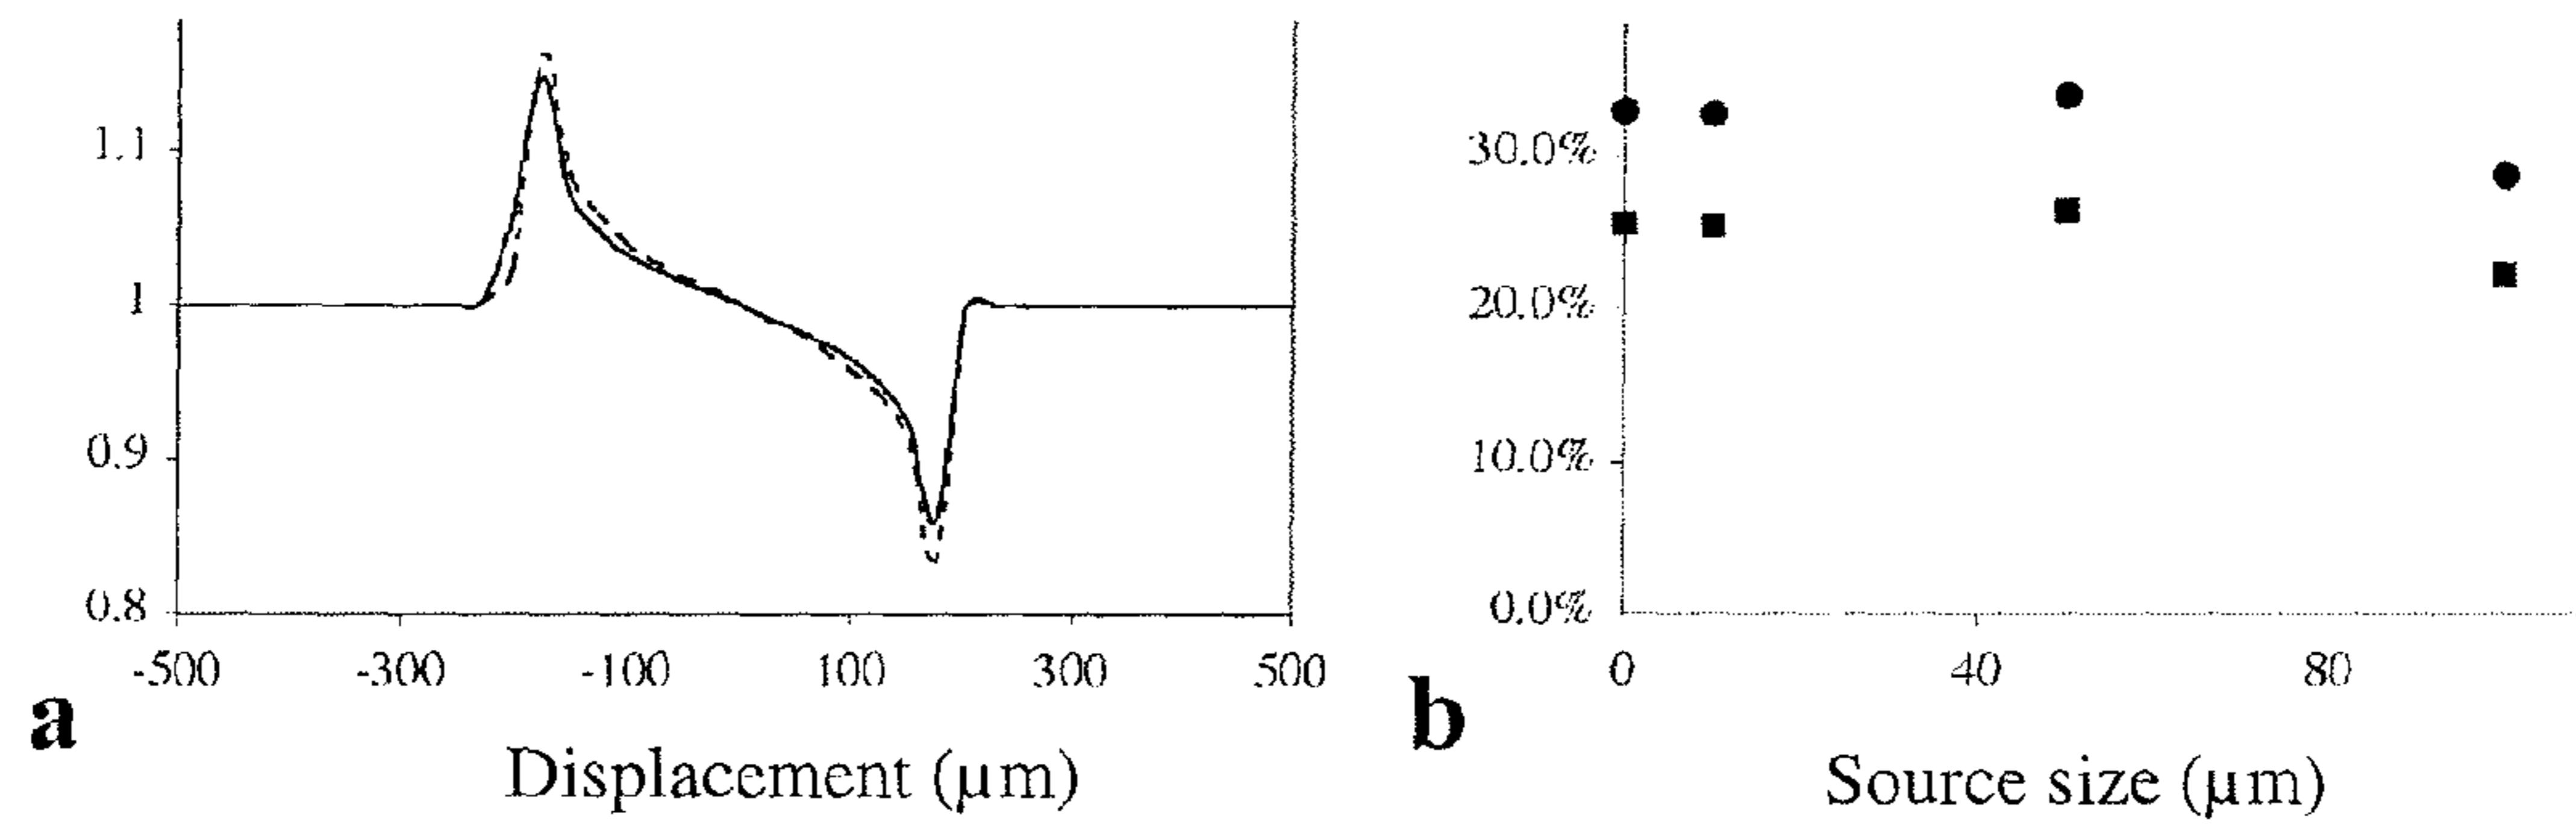 1.1
1
0.9
0.8
-500 -300 -100 100 300 500
a
Displacement (μm)
30.0%
20.0%
10.0%
0.0%
0 40 80
b
Source size (μm)